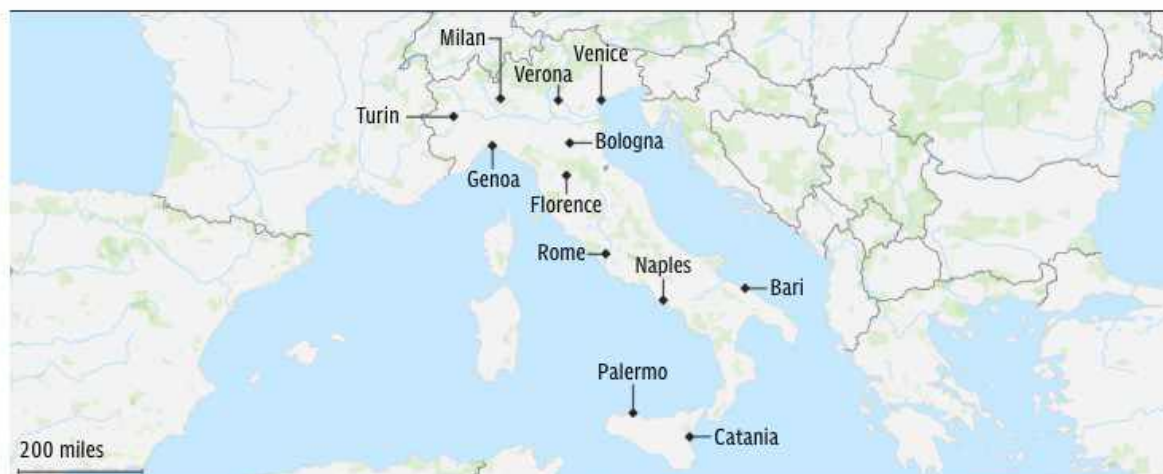 Milan
Venice
Verona
Turin
Bologna
Genoa
Florence
Rome
Naples
Bari
Palermo
Catania
200 miles